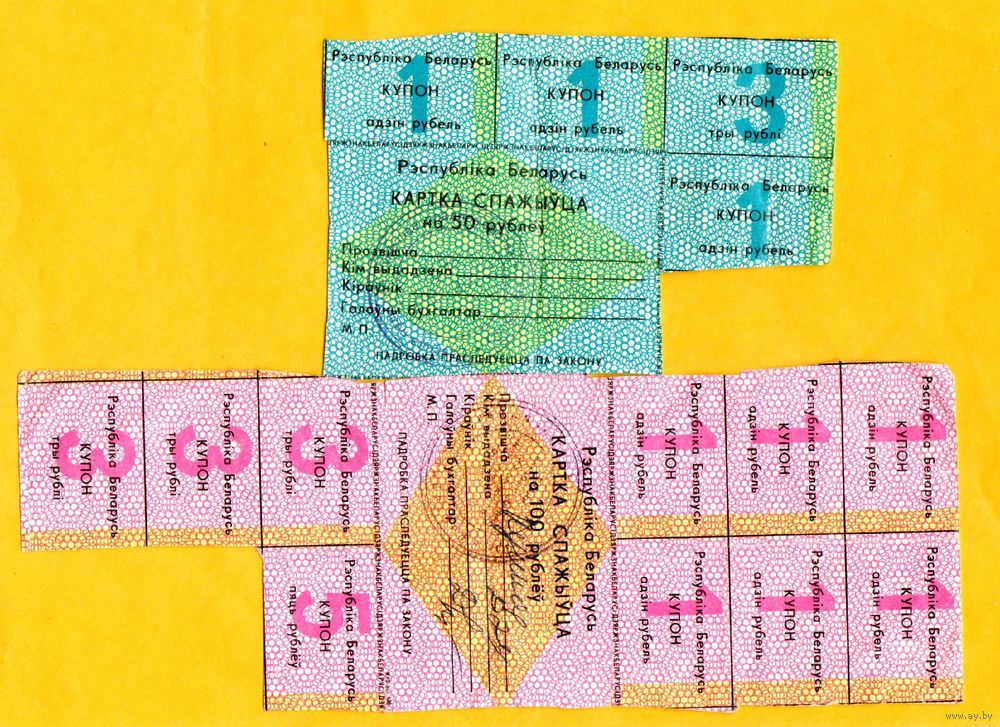 Рэспубліка Беларусь
1
КУПОН
адзін рубель
Рэспубліка Беларусь
1
КУПОН
адзін рубель
Рэспубліка Беларусь
3
КУПОН
тры рублі
Рэспубліка Беларусь
1
КУПОН
адзін рубель
Рэспубліка Беларусь
КАРТКА СПАЖЫЎЦА
на 50 рублеў
Прозвішча
Кім выдадзена
Кіраўнік
Галоўны бухгалтар
М.П.
ПАДРОБКА ПРАСЛЕДУЕЦЦА ПА ЗАКОНУ
Рэспубліка Беларусь
3
КУПОН
тры рублі
Рэспубліка Беларусь
3
КУПОН
тры рублі
Рэспубліка Беларусь
3
КУПОН
тры рублі
Рэспубліка Беларусь
5
КУПОН
пяць рублёў
Рэспубліка Беларусь
КАРТКА СПАЖЫЎЦА
на 100 рублеў
Прозвішча
Кім выдадзена
Кіраўнік
Галоўны бухгалтар
М.П.
ПАДРОБКА ПРАСЛЕДУЕЦЦА ПА ЗАКОНУ
Рэспубліка Беларусь
1
КУПОН
адзін рубель
Рэспубліка Беларусь
1
КУПОН
адзін рубель
Рэспубліка Беларусь
1
КУПОН
адзін рубель
Рэспубліка Беларусь
1
КУПОН
адзін рубель
Рэспубліка Беларусь
1
КУПОН
адзін рубель
Рэспубліка Беларусь
1
КУПОН
адзін рубель
www.ay.by